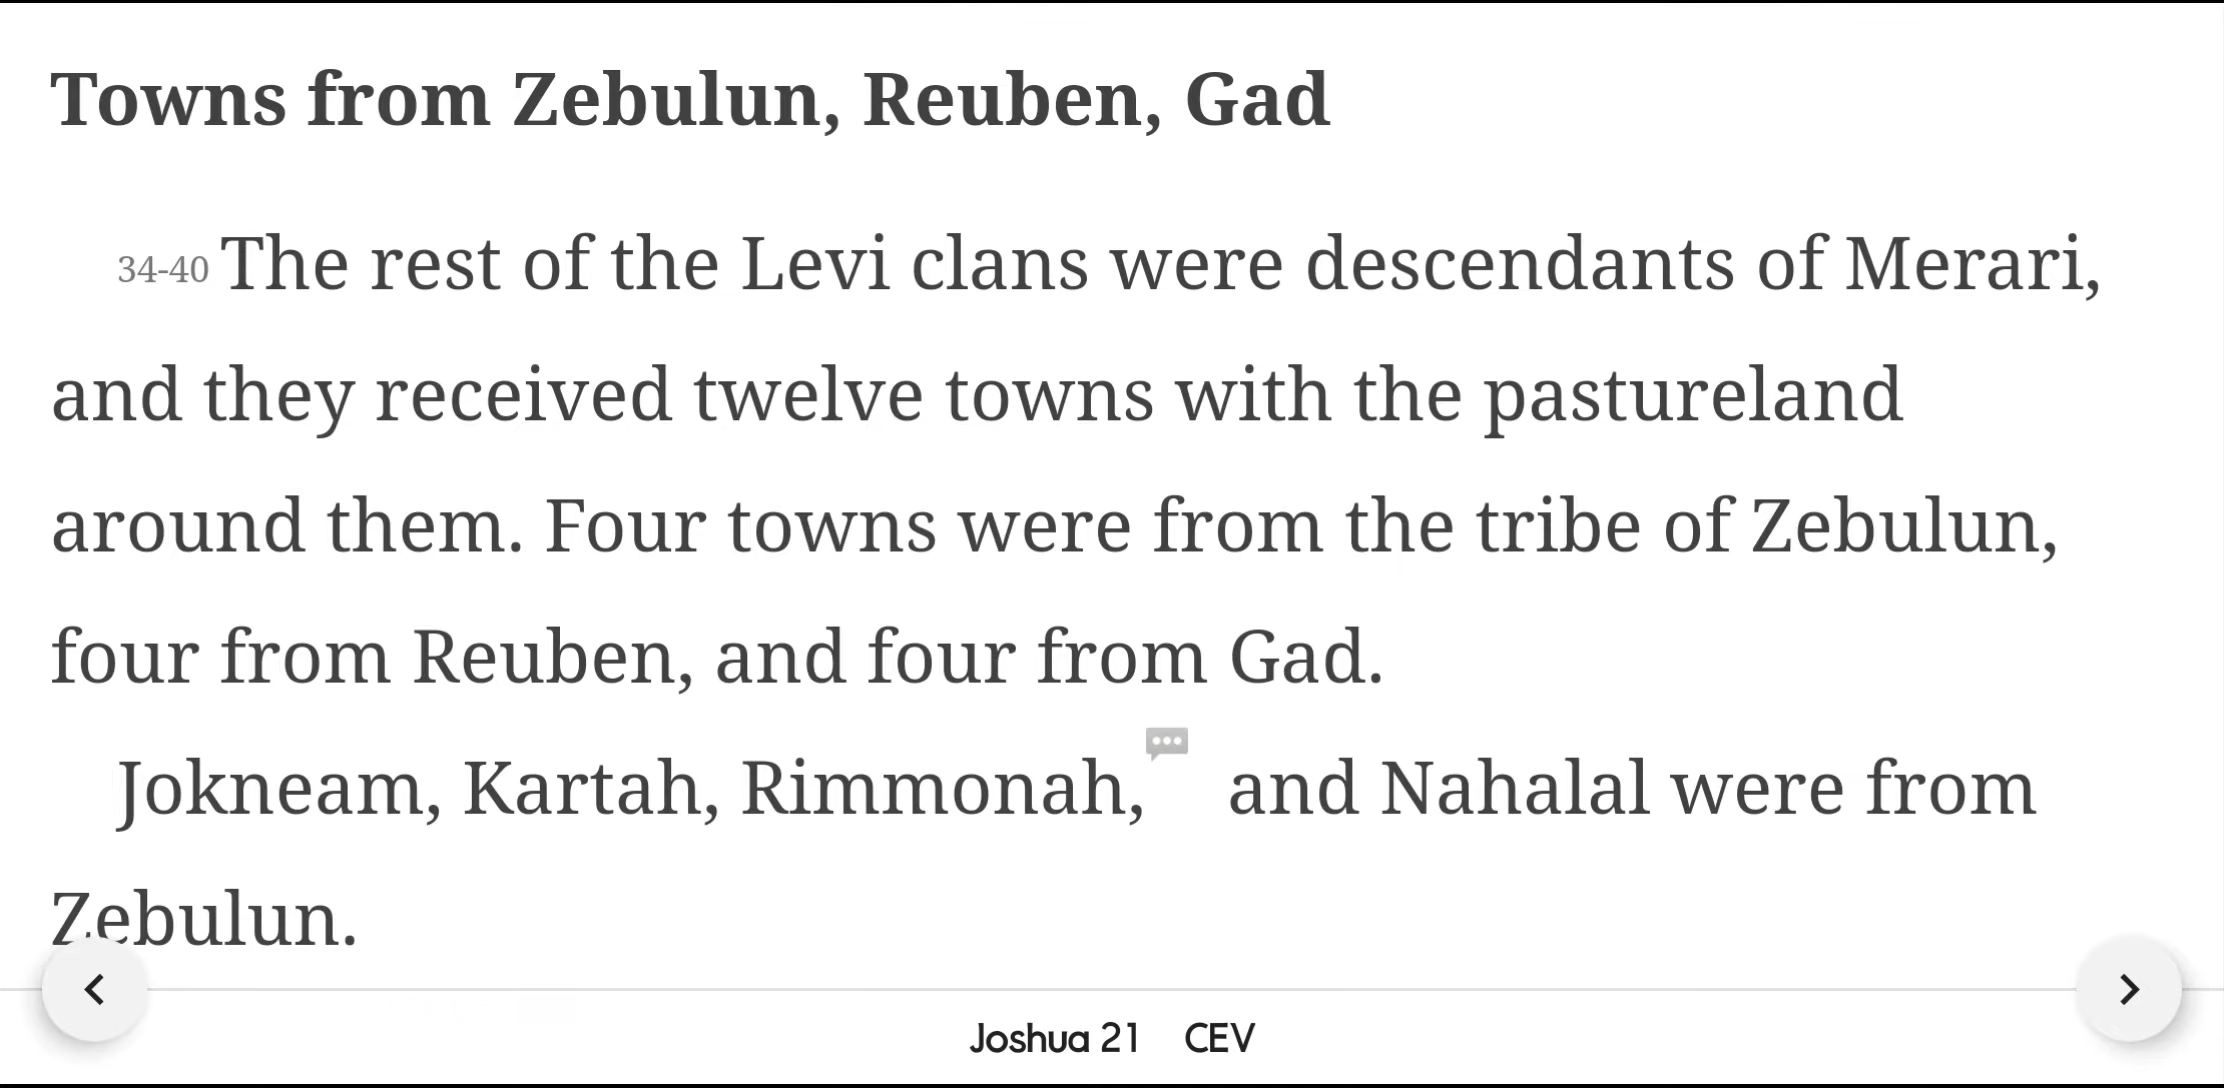 Towns from Zebulun, Reuben, Gad
34-40 The rest of the Levi clans were descendants of Merari,
and they received twelve towns with the pastureland
around them. Four towns were from the tribe of Zebulun,
four from Reuben, and four from Gad.
Jokneam, Kartah, Rimmonah, and Nahalal were from
Zebulun.
Joshua 21 CEV